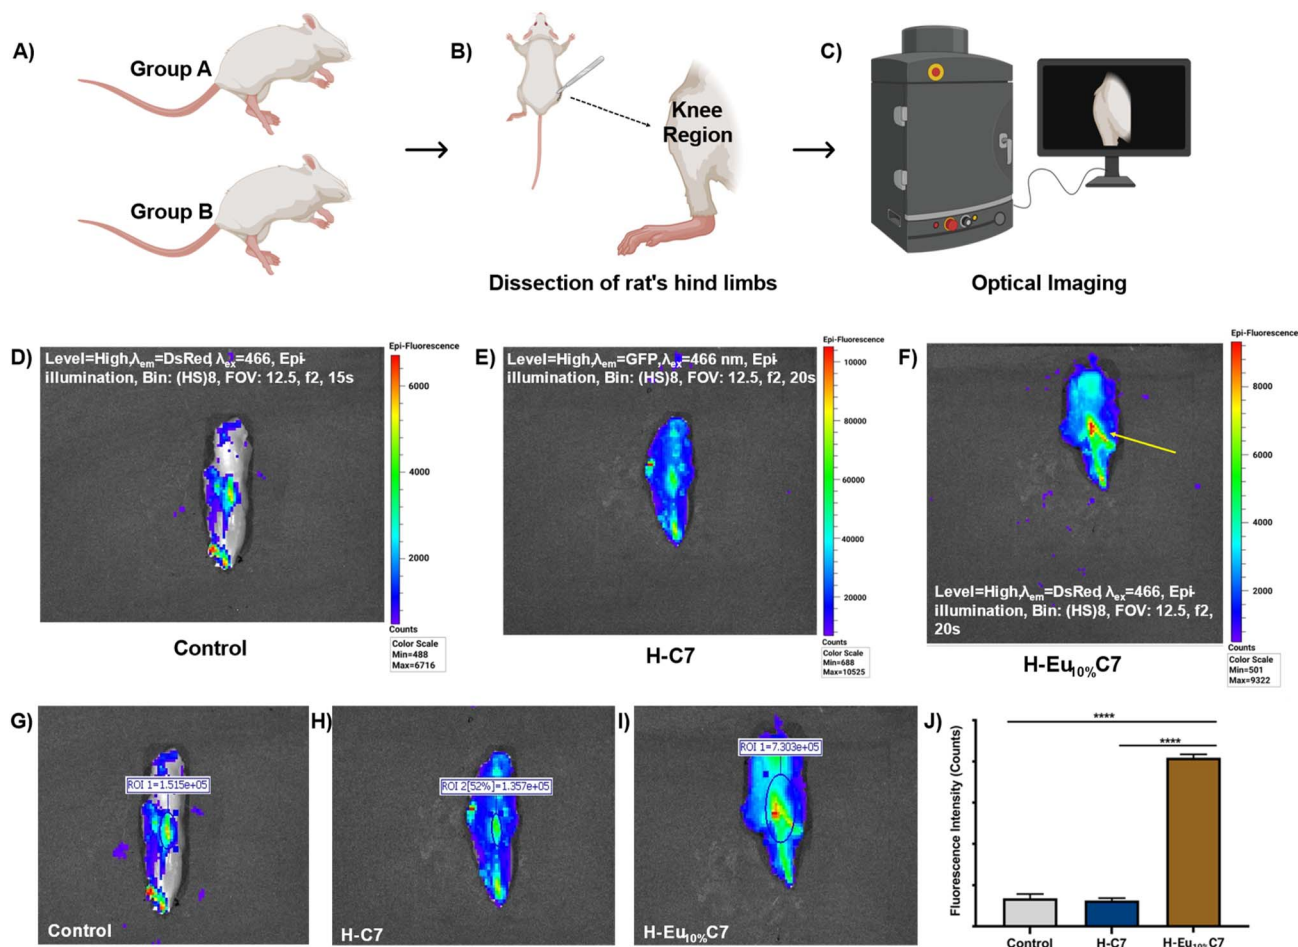 A)
Group A
Group B
B)
Knee
Region
C)
Dissection of rat's hind limbs
Optical Imaging
D)
Level=High,λem=DsRed, λex=466, Epi-
illumination, Bin: (HS)8, FOV: 12.5, f2, 15s
Epi-Fluorescence
6000
4000
2000
Counts
Color Scale
Min=488
Max=6716
Control
E)
Level=High,λem=GFP,λex=466 nm, Epi-
illumination, Bin: (HS)8, FOV: 12.5, f2, 20s
Epi-Fluorescence
10000
80000
60000
40000
20000
Counts
Color Scale
Min=688
Max=10525
H-C7
F)
Level=High,λem=DsRed, λex=466, Epi-
illumination, Bin: (HS)8, FOV: 12.5, f2,
20s
Epi-Fluorescence
8000
6000
4000
2000
Counts
Color Scale
Min=501
Max=9322
H-Eu10%C7
G)
ROI 1=1.515e+05
Control
H)
ROI 2[52%]=1.357e+05
H-C7
I)
ROI 1=7.303e+05
H-Eu10%C7
J)
Fluorescence Intensity (Counts)
****
****
Control
H-C7
H-Eu10%C7